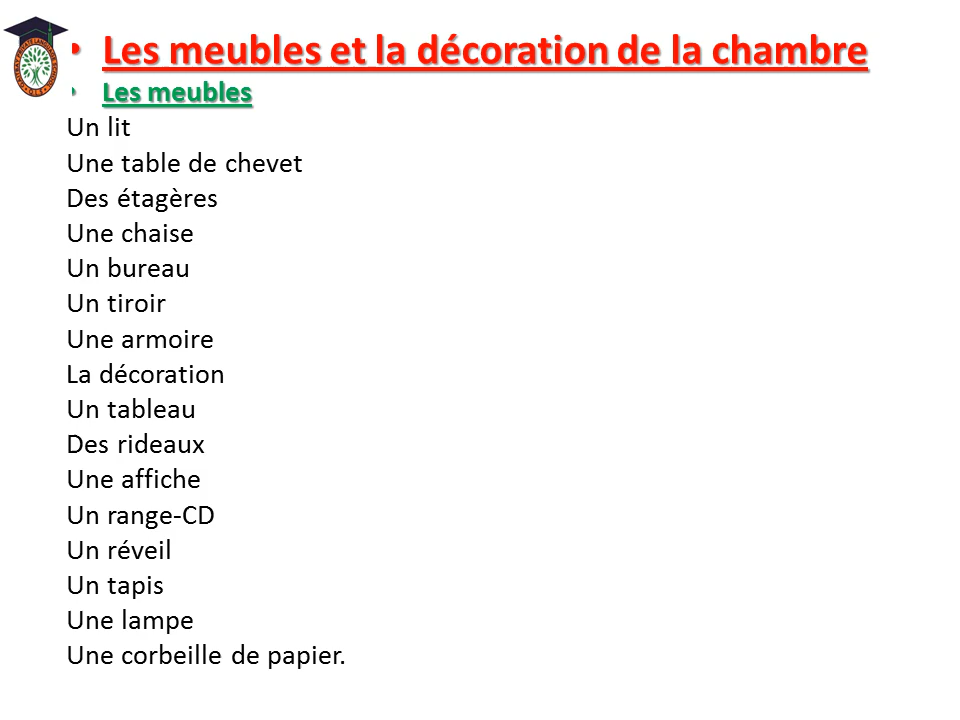 • Les meubles et la décoration de la chambre
• Les meubles
Un lit
Une table de chevet
Des étagères
Une chaise
Un bureau
Un tiroir
Une armoire
La décoration
Un tableau
Des rideaux
Une affiche
Un range-CD
Un réveil
Un tapis
Une lampe
Une corbeille de papier.